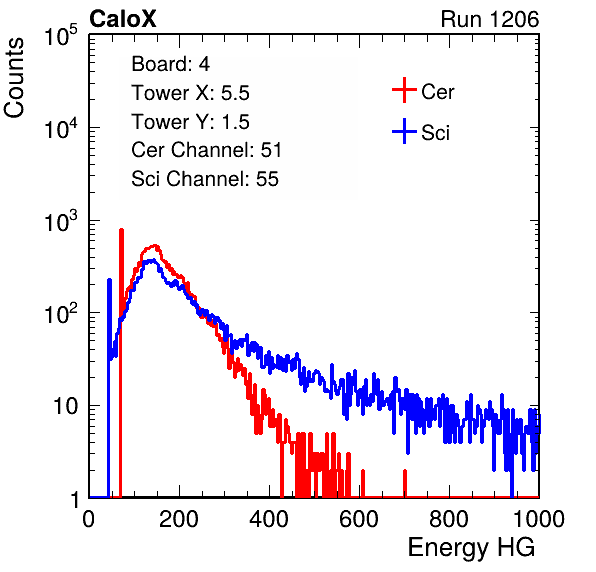 CaloX Run 1206
Counts
10^5
10^4
10^3
10^2
10
1
Board: 4
Tower X: 5.5
Tower Y: 1.5
Cer Channel: 51
Sci Channel: 55
Cer
Sci
0 200 400 600 800 1000
Energy HG